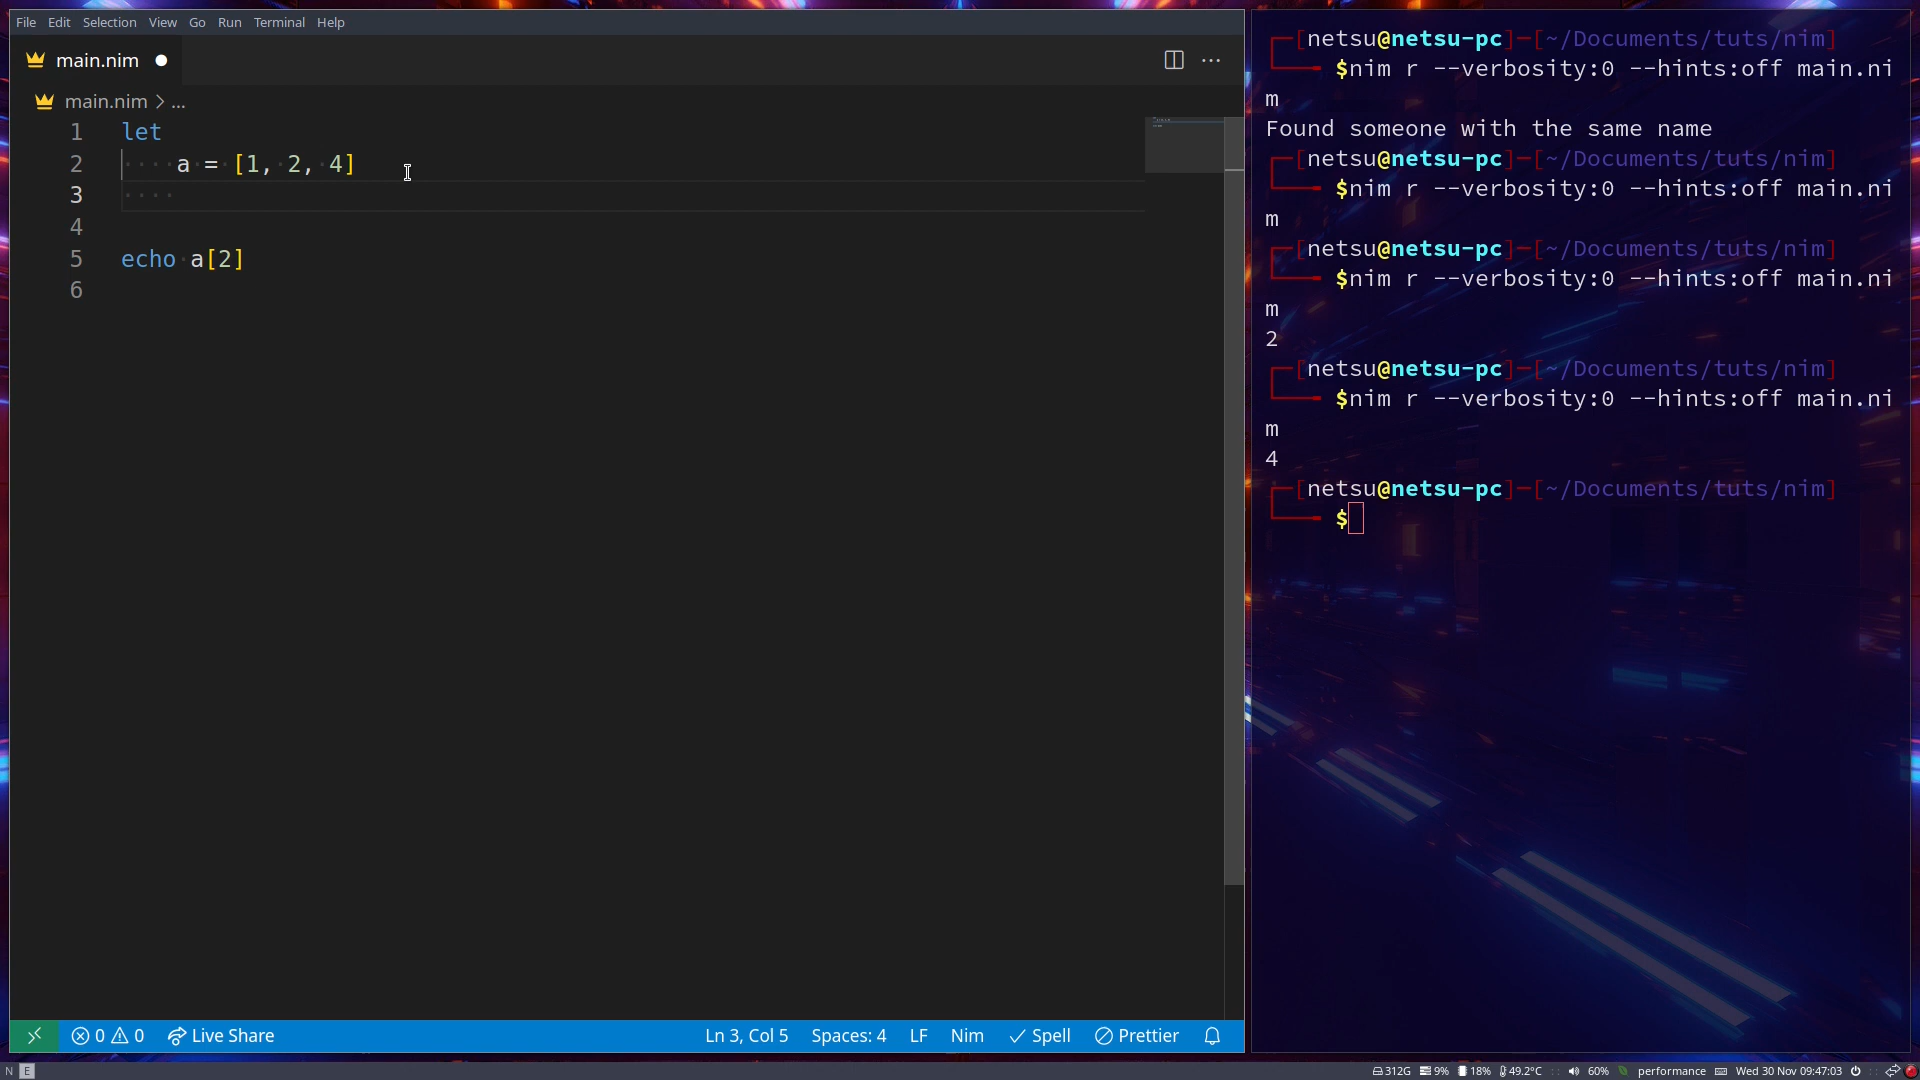 File Edit Selection View Go Run Terminal Help
main.nim
main.nim > ...
1 let
2 a = [1, 2, 4]
3
4
5 echo a[2]
6
0 0 Live Share Ln 3, Col 5 Spaces: 4 LF Nim Spell Prettier
[netsu@netsu-pc]-[~/Documents/tuts/nim]
$nim r --verbosity:0 --hints:off main.ni
m
Found someone with the same name
[netsu@netsu-pc]-[~/Documents/tuts/nim]
$nim r --verbosity:0 --hints:off main.ni
m
[netsu@netsu-pc]-[~/Documents/tuts/nim]
$nim r --verbosity:0 --hints:off main.ni
m
2
[netsu@netsu-pc]-[~/Documents/tuts/nim]
$nim r --verbosity:0 --hints:off main.ni
m
4
[netsu@netsu-pc]-[~/Documents/tuts/nim]
$
N E 312G 9% 18% 49.2°C 60% performance Wed 30 Nov 09:47:03